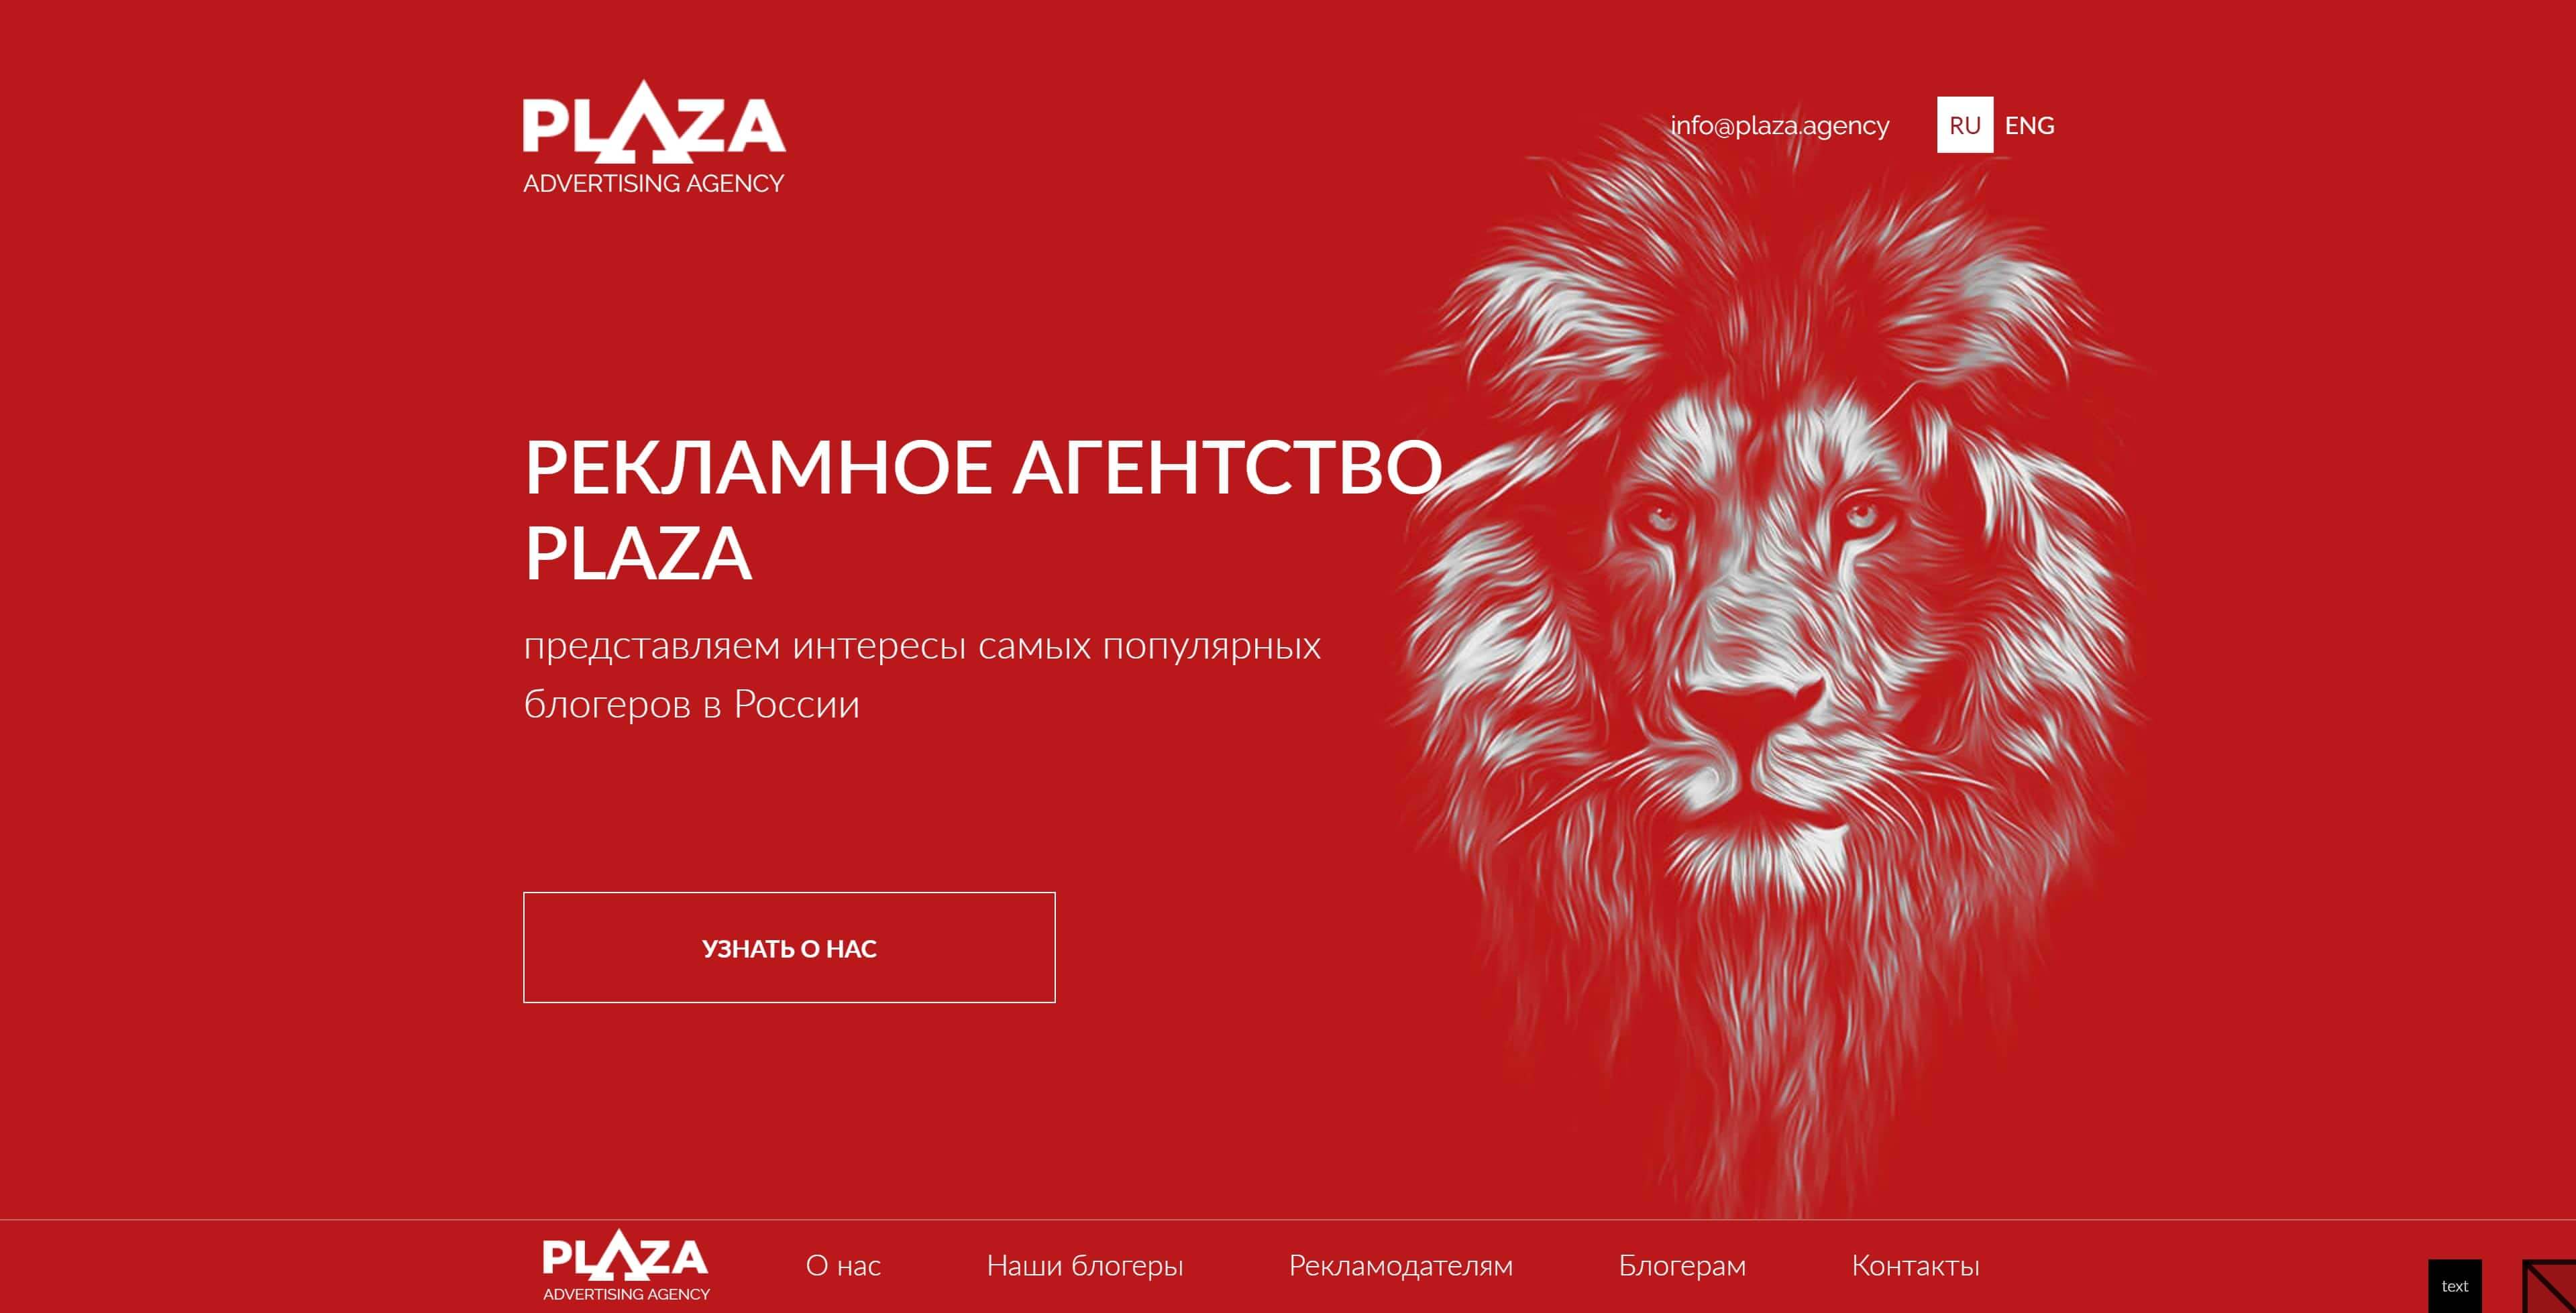 PLAZA
ADVERTISING AGENCY
info@plaza.agency
RU ENG
РЕКЛАМНОЕ АГЕНТСТВО
PLAZA
представляем интересы самых популярных
блогеров в России
УЗНАТЬ О НАС
PLAZA
ADVERTISING AGENCY
О нас Наши блогеры Рекламодателям Блогерам Контакты
text